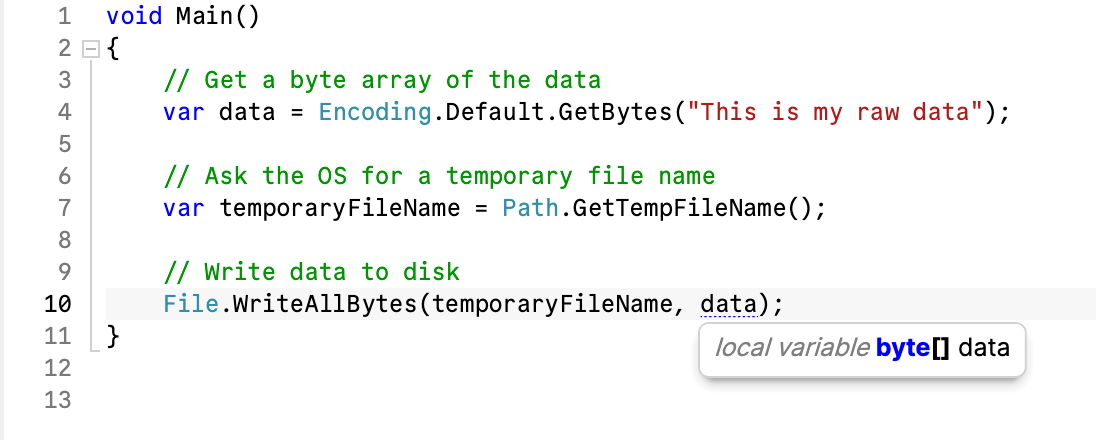 1 void Main()
2 {
3 // Get a byte array of the data
4 var data = Encoding.Default.GetBytes("This is my raw data");
5
6 // Ask the OS for a temporary file name
7 var temporaryFileName = Path.GetTempFileName();
8
9 // Write data to disk
10 File.WriteAllBytes(temporaryFileName, data);
11 }
local variable byte[] data
12
13